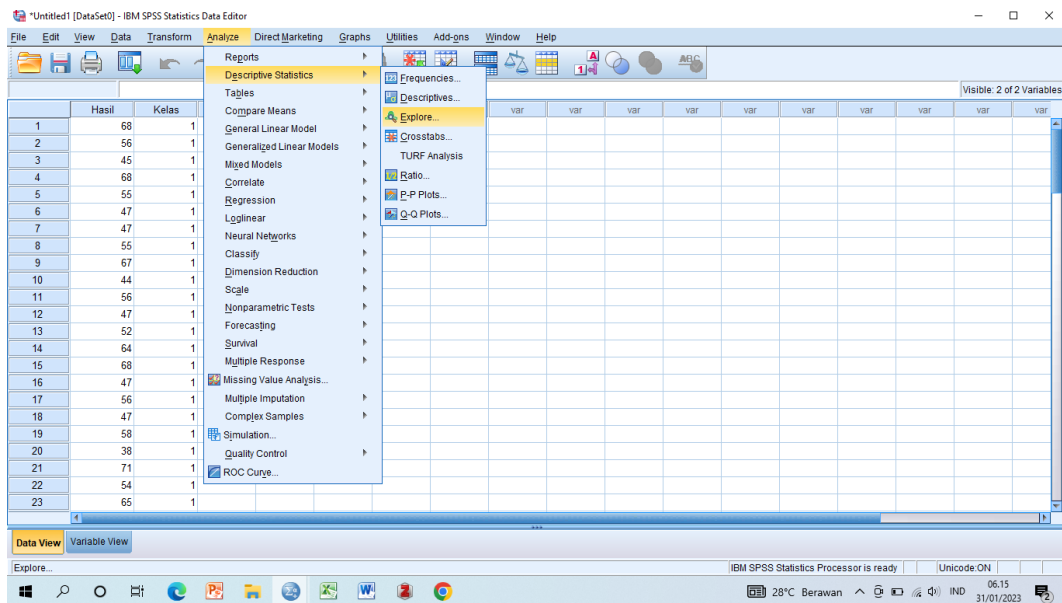 *Untitled1 [DataSet0] - IBM SPSS Statistics Data Editor
File Edit View Data Transform Analyze Direct Marketing Graphs Utilities Add-ons Window Help
Visible: 2 of 2 Variables
Hasil Kelas var var var var var var var var var var
1 68 1
2 56 1
3 45 1
4 68 1
5 55 1
6 47 1
7 47 1
8 55 1
9 67 1
10 44 1
11 56 1
12 47 1
13 52 1
14 64 1
15 68 1
16 47 1
17 56 1
18 47 1
19 58 1
20 38 1
21 71 1
22 54 1
23 65 1
Reports
Descriptive Statistics
Tables
Compare Means
General Linear Model
Generalized Linear Models
Mixed Models
Correlate
Regression
Loglinear
Neural Networks
Classify
Dimension Reduction
Scale
Nonparametric Tests
Forecasting
Survival
Multiple Response
Missing Value Analysis...
Multiple Imputation
Complex Samples
Simulation...
Quality Control
ROC Curve...
Frequencies...
Descriptives...
Explore...
Crosstabs...
TURF Analysis
Ratio...
P-P Plots...
Q-Q Plots...
Data View Variable View
Explore... IBM SPSS Statistics Processor is ready Unicode:ON
28°C Berawan IND 06.15
31/01/2023 2